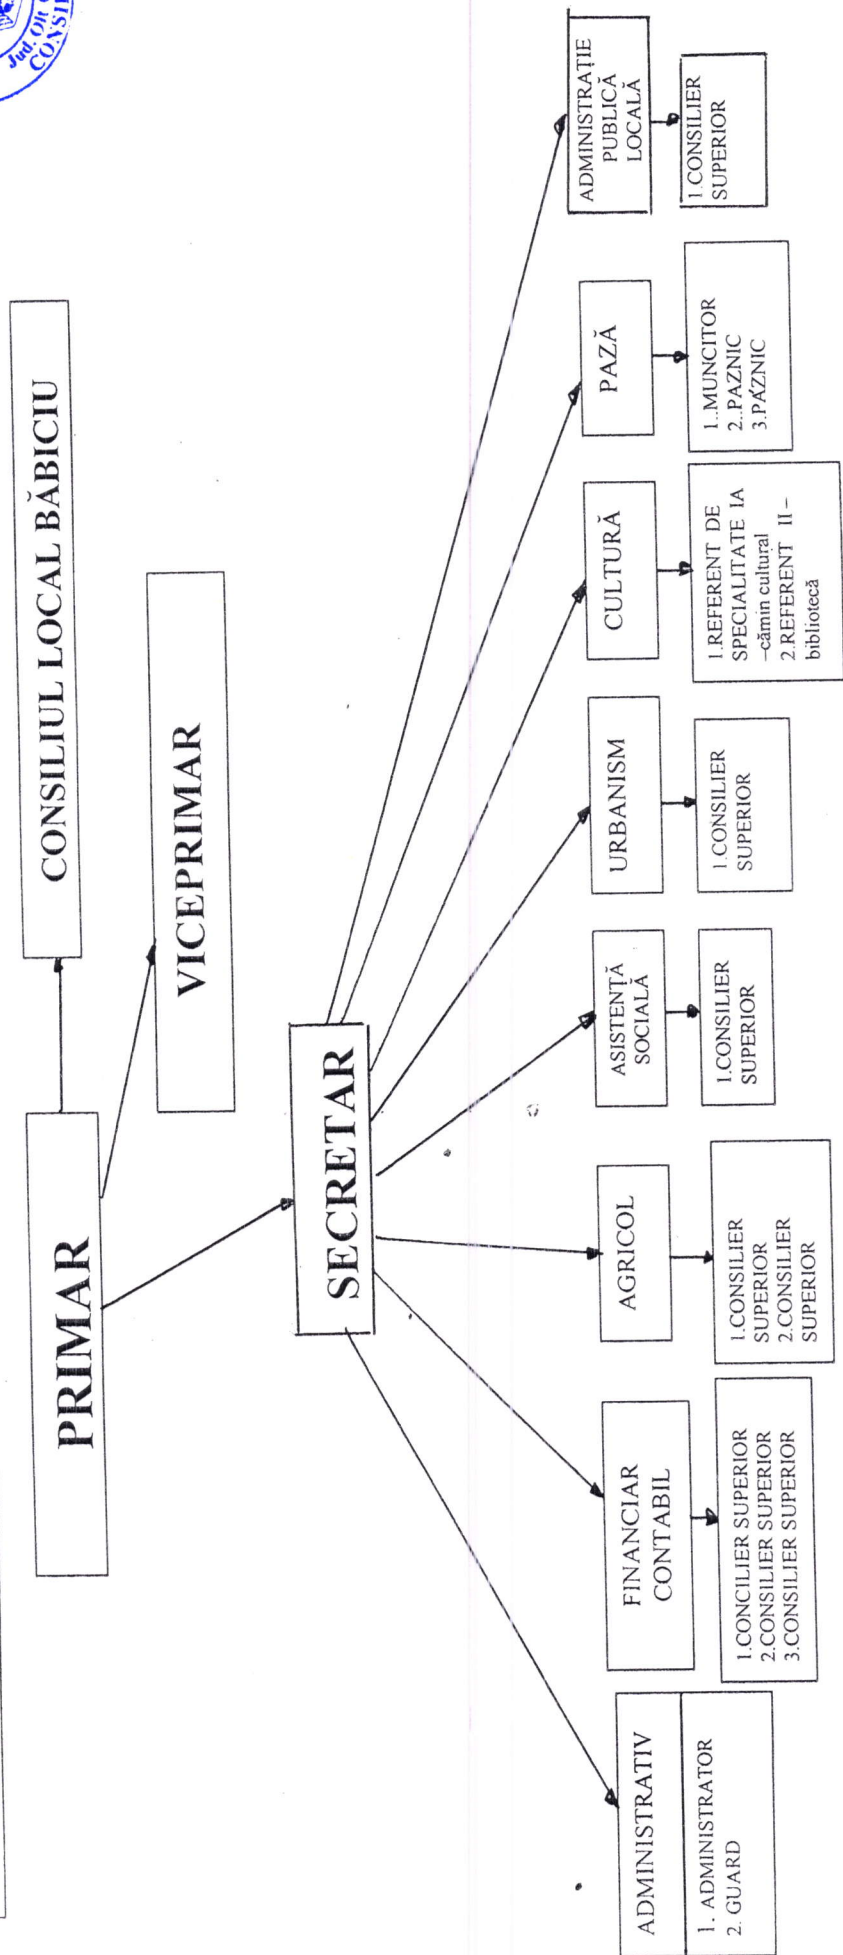 Jud. Olt
PRIMAR
CONSILIUL LOCAL BĂBICIU
VICEPRIMAR
SECRETAR
ADMINISTRATIV
1. ADMINISTRATOR
2. GUARD
FINANCIAR
CONTABIL
1.CONCILIER SUPERIOR
2.CONSILIER SUPERIOR
3.CONSILIER SUPERIOR
AGRICOL
1.CONSILIER
SUPERIOR
2.CONSILIER
SUPERIOR
ASISTENȚĂ
SOCIALĂ
1.CONSILIER
SUPERIOR
URBANISM
1.CONSILIER
SUPERIOR
CULTURĂ
1.REFERENT DE
SPECIALITATE IA
–cămin cultural
2.REFERENT II –
bibliotecă
PAZĂ
1..MUNCITOR
2..PAZNIC
3.PAZNIC
ADMINISTRAȚIE
PUBLICĂ
LOCALĂ
1.CONSILIER
SUPERIOR